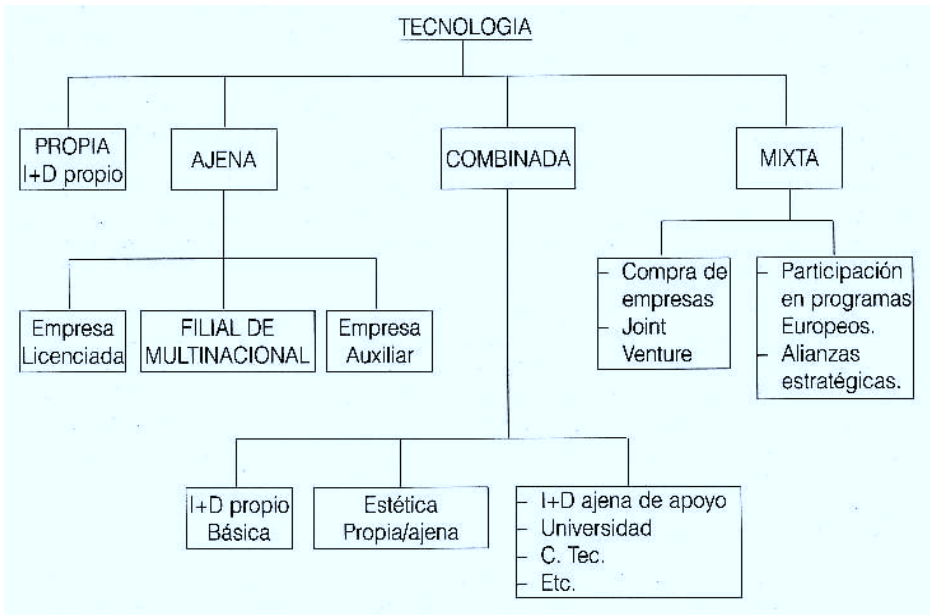 TECNOLOGIA
PROPIA
I+D propio
AJENA
COMBINADA
MIXTA
Empresa
Licenciada
FILIAL DE
MULTINACIONAL
Empresa
Auxiliar
- Compra de
empresas
- Joint
Venture
- Participación
en programas
Europeos.
- Alianzas
estratégicas.
I+D propio
Básica
Estética
Propia/ajena
- I+D ajena de apoyo
- Universidad
- C. Tec.
- Etc.